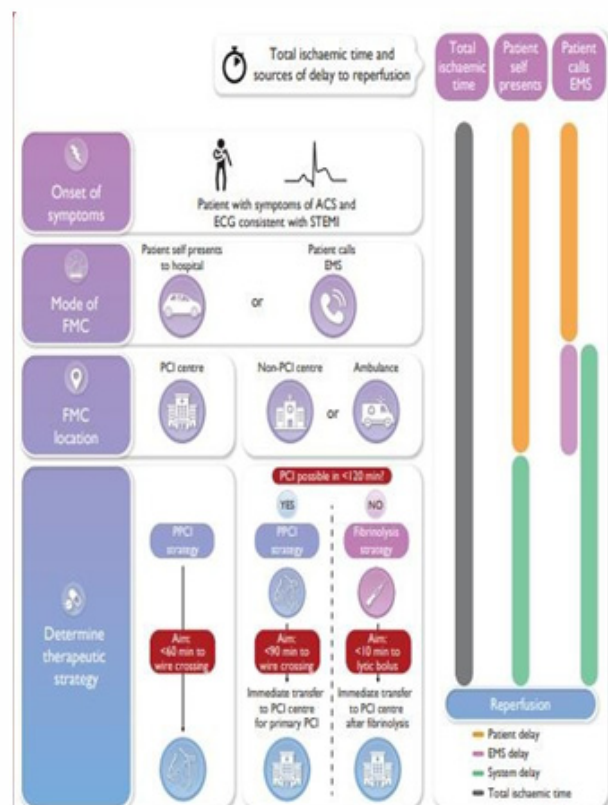 Total ischaemic time and
sources of delay to reperfusion
Total
ischaemic
time
Patient
self
presents
Patient
calls
EMS
Onset of
symptoms
Patient with symptoms of ACS and
ECG consistent with STEMI
Mode of
FMC
Patient self presents
to hospital
or
Patient calls
EMS
FMC
location
PCI centre
Non-PCI centre
or
Ambulance
Determine
therapeutic
strategy
PCI possible in <120 min?
YES
NO
PPCI
strategy
PPCI
strategy
Fibrinolysis
strategy
Aim:
<60 min to
wire crossing
Aim:
<90 min to
wire crossing
Aim:
<10 min to
lytic bolus
Immediate transfer
to PCI centre
for primary PCI
Immediate transfer
to PCI centre
after fibrinolysis
Reperfusion
Patient delay
EMS delay
System delay
Total ischaemic time